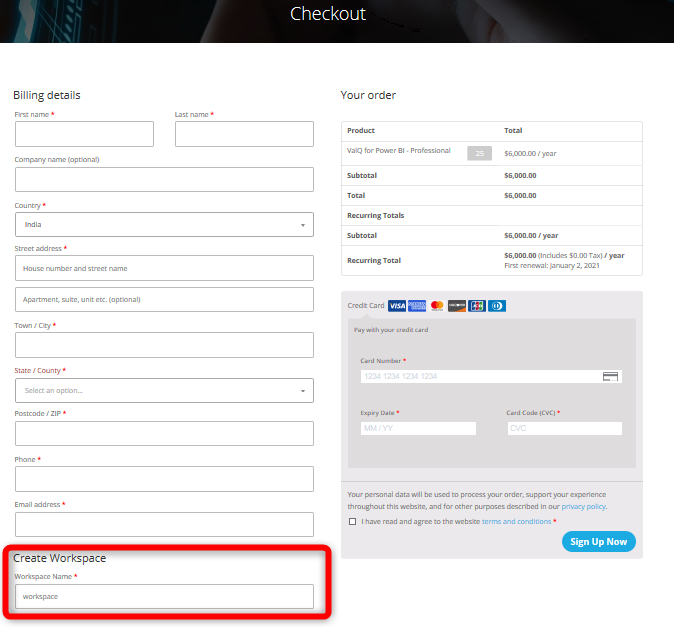 Checkout
Billing details
First name *
Last name *
Company name (optional)
Country *
India
Street address *
House number and street name
Apartment, suite, unit etc. (optional)
Town / City *
State / County *
Select an option...
Postcode / ZIP *
Phone *
Email address *
Create Workspace
Workspace Name *
workspace
Your order
Product Total
ValQ for Power BI - Professional 25 $6,000.00 / year
Subtotal $6,000.00
Total $6,000.00
Recurring Totals
Subtotal $6,000.00 / year
Recurring Total $6,000.00 (Includes $0.00 Tax) / year
First renewal: January 2, 2021
Credit Card VISA
Pay with your credit card
Card Number *
1234 1234 1234 1234
Expiry Date * Card Code (CVC) *
MM / YY CVC
Your personal data will be used to process your order, support your experience
throughout this website, and for other purposes described in our privacy policy.
I have read and agree to the website terms and conditions *
Sign Up Now